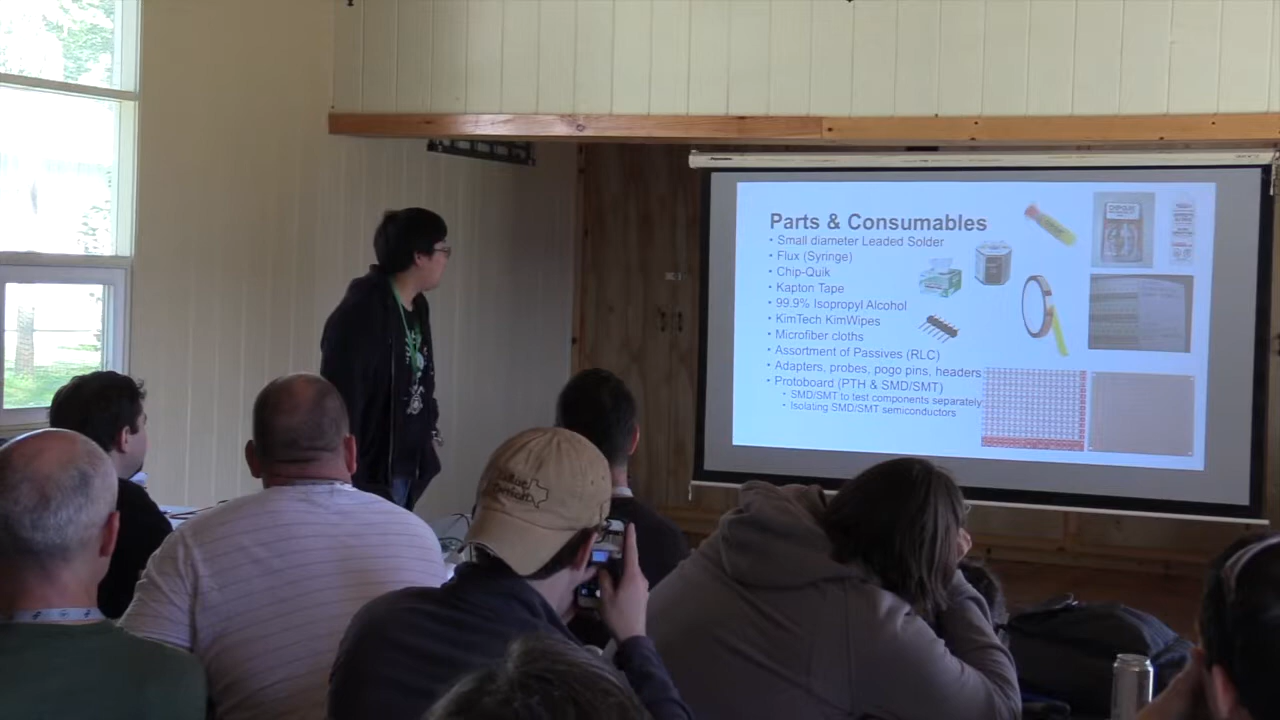 Parts & Consumables
• Small diameter Leaded Solder
• Flux (Syringe)
• Chip-Quik
• Kapton Tape
• 99.9% Isopropyl Alcohol
• KimTech KimWipes
• Microfiber cloths
• Assortment of Passives (RLC)
• Adapters, probes, pogo pins, headers
• Protoboard (PTH & SMD/SMT)
• SMD/SMT to test components separately
• Isolating SMD/SMT semiconductors